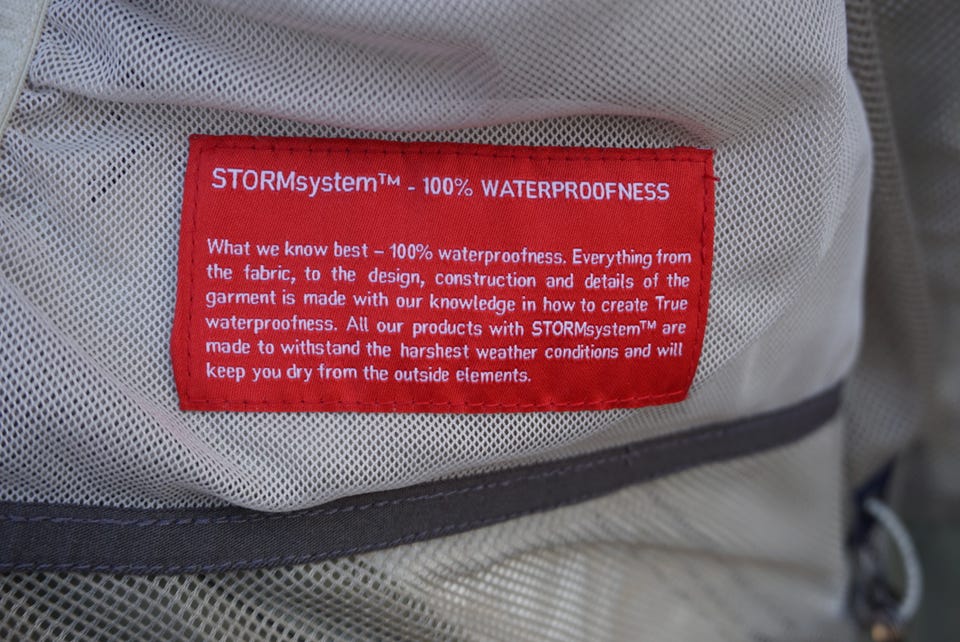 STORMsystem™ - 100% WATERPROOFNESS
What we know best – 100% waterproofness. Everything from
the fabric, to the design, construction and details of the
garment is made with our knowledge in how to create True
waterproofness. All our products with STORMsystem™ are
made to withstand the harshest weather conditions and will
keep you dry from the outside elements.